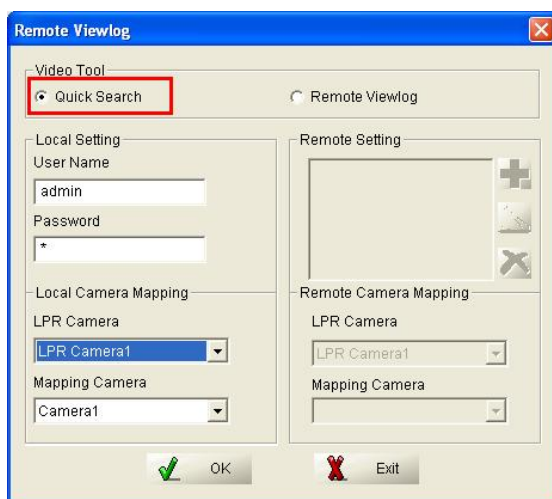 Remote Viewlog
Video Tool
Quick Search
Remote Viewlog
Local Setting
User Name
admin
Password
*
Local Camera Mapping
LPR Camera
LPR Camera1
Mapping Camera
Camera1
Remote Setting
Remote Camera Mapping
LPR Camera
LPR Camera1
Mapping Camera
OK
Exit